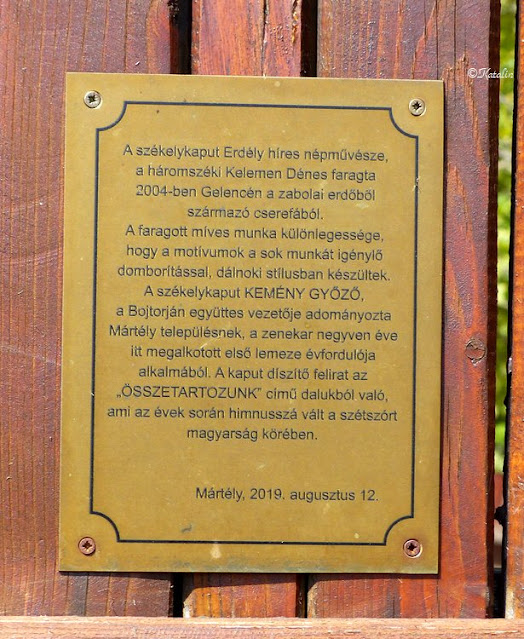 ©Katalin
A székelykaput Erdély híres népművésze,
a háromszéki Kelemen Dénes faragta
2004-ben Gelencén a zabolai erdőből
származó cserefából.
A faragott míves munka különlegessége,
hogy a motívumok a sok munkát igénylő
domborítással, dálnoki stílusban készültek.
A székelykaput KEMÉNY GYŐZŐ,
a Bojtorján együttes vezetője adományozta
Mártély településnek, a zenekar negyven éve
itt megalkotott első lemeze évfordulója
alkalmából. A kaput díszítő felirat az
„ÖSSZETARTOZUNK” című dalukból való,
ami az évek során himnusszá vált a szétszórt
magyarság körében.
Mártély, 2019. augusztus 12.